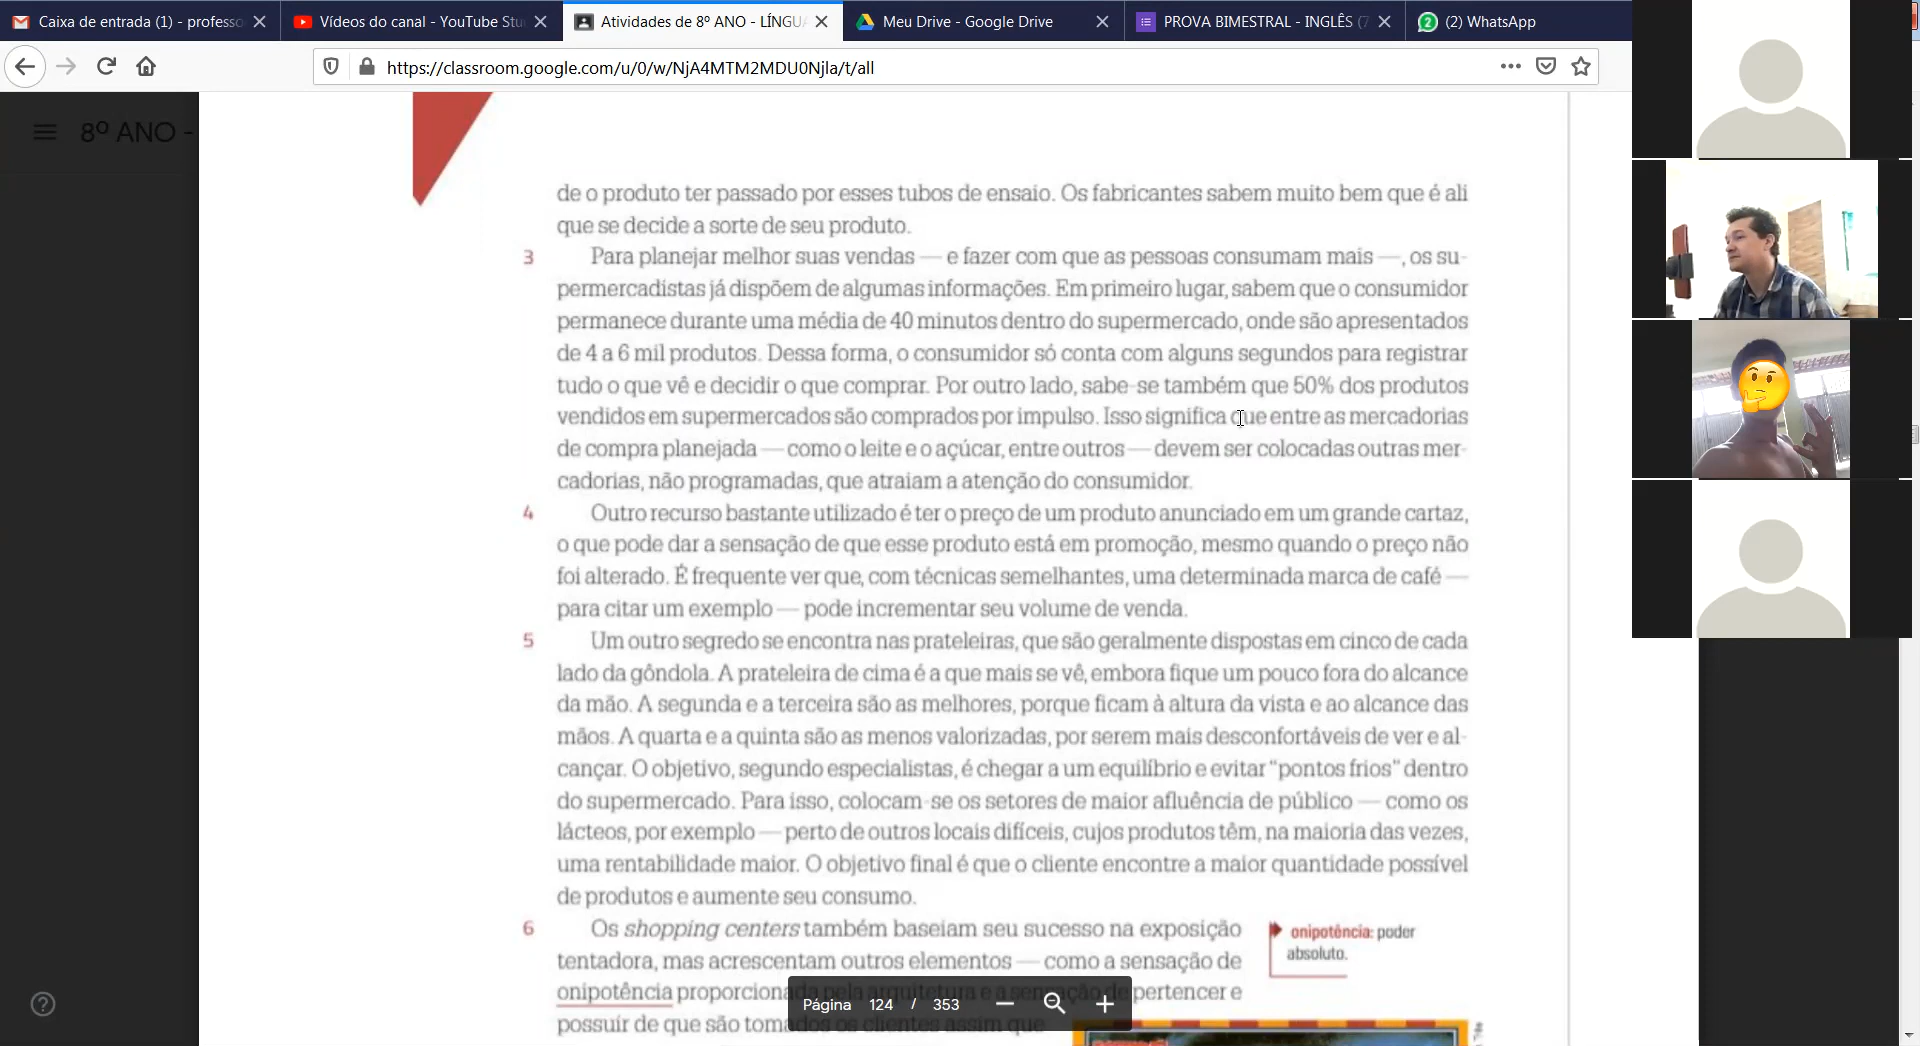 Caixa de entrada (1) - professo
Vídeos do canal - YouTube Stu
Atividades de 8º ANO - LÍNGUA
Meu Drive - Google Drive
PROVA BIMESTRAL - INGLÊS (7
(2) WhatsApp
https://classroom.google.com/u/0/w/NjA4MTM2MDU0Njla/t/all
8º ANO -
de o produto ter passado por esses tubos de ensaio. Os fabricantes sabem muito bem que é ali
que se decide a sorte de seu produto.
3 Para planejar melhor suas vendas — e fazer com que as pessoas consumam mais —, os su-
permercadistas já dispõem de algumas informações. Em primeiro lugar, sabem que o consumidor
permanece durante uma média de 40 minutos dentro do supermercado, onde são apresentados
de 4 a 6 mil produtos. Dessa forma, o consumidor só conta com alguns segundos para registrar
tudo o que vê e decidir o que comprar. Por outro lado, sabe-se também que 50% dos produtos
vendidos em supermercados são comprados por impulso. Isso significa que entre as mercadorias
de compra planejada — como o leite e o açúcar, entre outros — devem ser colocadas outras mer-
cadorias, não programadas, que atraiam a atenção do consumidor.
4 Outro recurso bastante utilizado é ter o preço de um produto anunciado em um grande cartaz,
o que pode dar a sensação de que esse produto está em promoção, mesmo quando o preço não
foi alterado. É frequente ver que, com técnicas semelhantes, uma determinada marca de café —
para citar um exemplo — pode incrementar seu volume de venda.
5 Um outro segredo se encontra nas prateleiras, que são geralmente dispostas em cinco de cada
lado da gôndola. A prateleira de cima é a que mais se vê, embora fique um pouco fora do alcance
da mão. A segunda e a terceira são as melhores, porque ficam à altura da vista e ao alcance das
mãos. A quarta e a quinta são as menos valorizadas, por serem mais desconfortáveis de ver e al-
cançar. O objetivo, segundo especialistas, é chegar a um equilíbrio e evitar "pontos frios" dentro
do supermercado. Para isso, colocam-se os setores de maior afluência de público — como os
lácteos, por exemplo — perto de outros locais difíceis, cujos produtos têm, na maioria das vezes,
uma rentabilidade maior. O objetivo final é que o cliente encontre a maior quantidade possível
de produtos e aumente seu consumo.
6 Os shopping centers também baseiam seu sucesso na exposição
tentadora, mas acrescentam outros elementos — como a sensação de
onipotência proporcionada pela arquitetura e a sensação de pertencer e
possuir de que são tomados os clientes assim que
onipotência: poder
absoluto.
Página 124 / 353